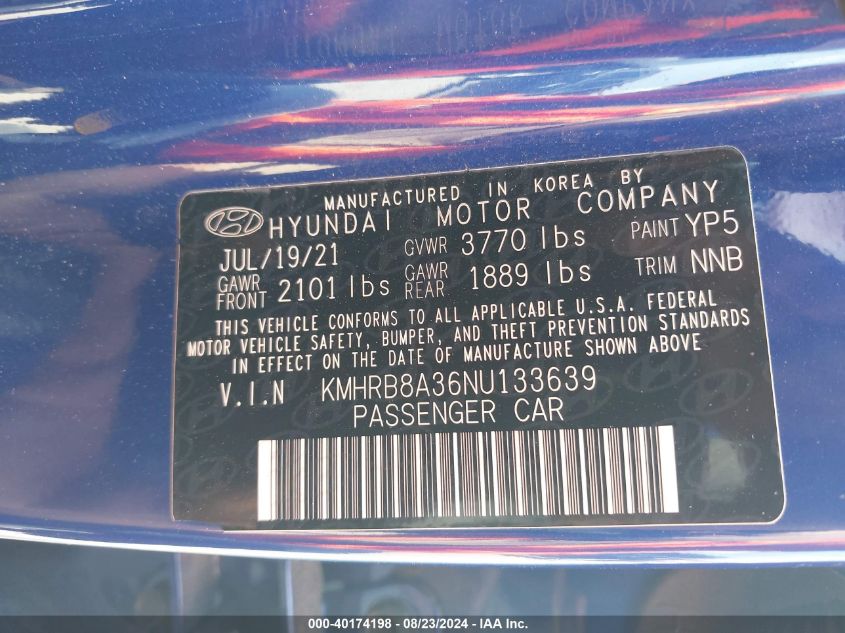 HYUNDAI MOTOR COMPANY
MANUFACTURED IN KOREA BY
HYUNDAI MOTOR COMPANY
JUL/19/21 GVWR 3770 lbs PAINT YP5
GAWR FRONT 2101 lbs GAWR REAR 1889 lbs TRIM NNB
THIS VEHICLE CONFORMS TO ALL APPLICABLE U.S.A. FEDERAL
MOTOR VEHICLE SAFETY, BUMPER, AND THEFT PREVENTION STANDARDS
IN EFFECT ON THE DATE OF MANUFACTURE SHOWN ABOVE
V.I.N KMHRB8A36NU133639
PASSENGER CAR
000-40174198 - 08/23/2024 - IAA Inc.